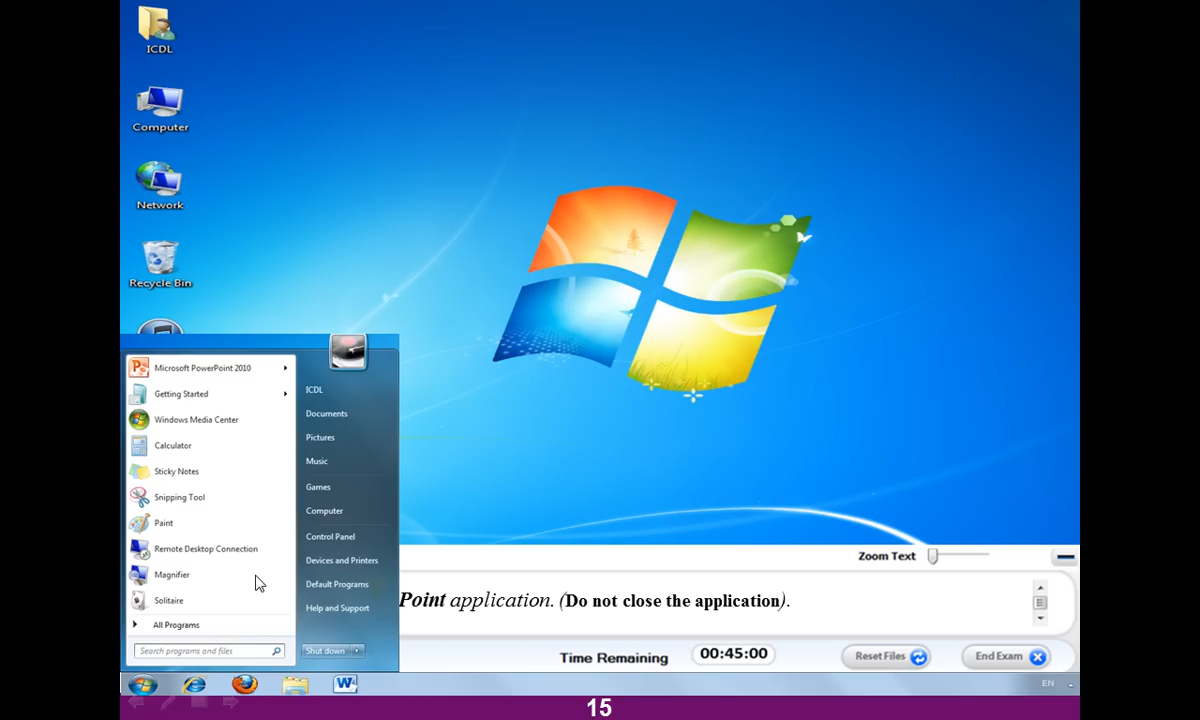 ICDL
Computer
Network
Recycle Bin
Microsoft PowerPoint 2010
Getting Started
Windows Media Center
Calculator
Sticky Notes
Snipping Tool
Paint
Remote Desktop Connection
Magnifier
Solitaire
All Programs
Search programs and files
ICDL
Documents
Pictures
Music
Games
Computer
Control Panel
Devices and Printers
Default Programs
Help and Support
Shut down
Zoom Text
Point application. (Do not close the application).
Time Remaining 00:45:00 Reset Files End Exam
EN
15